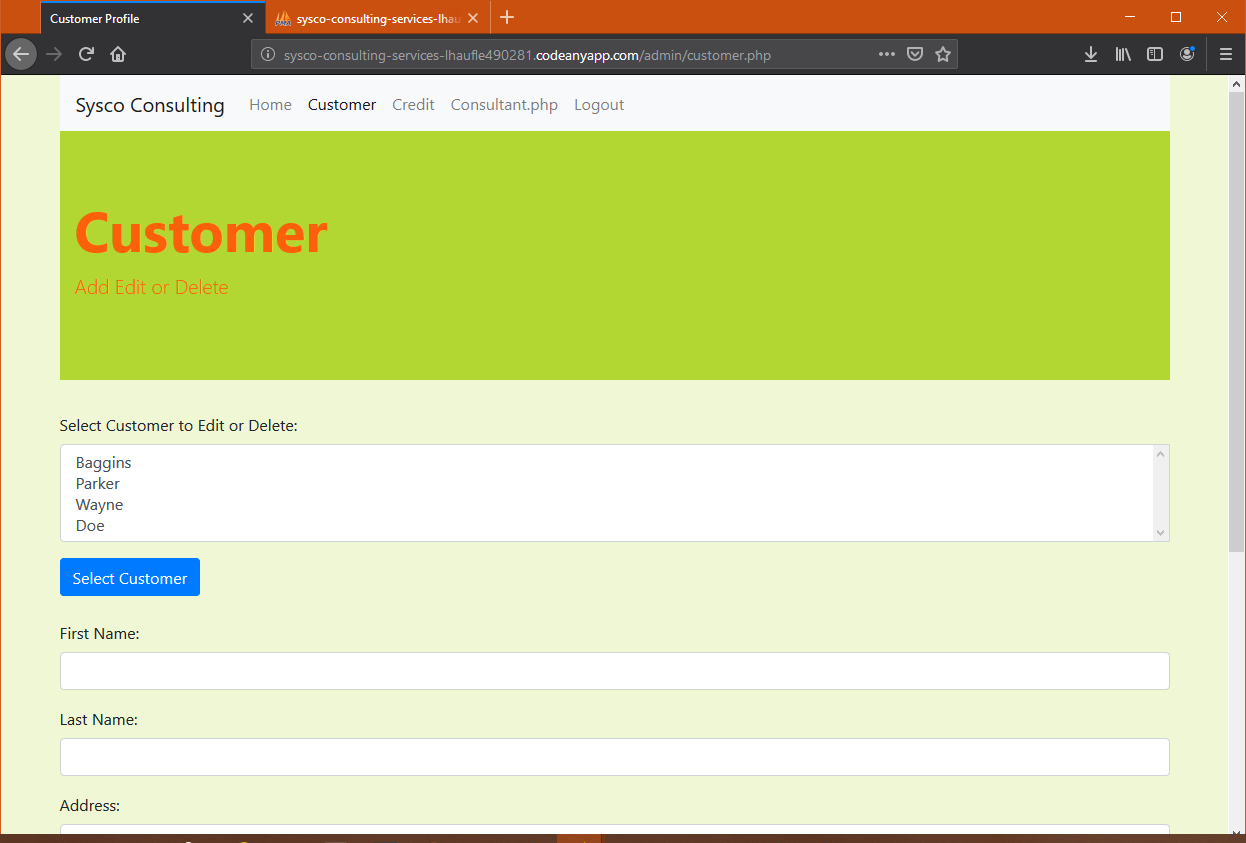 Customer Profile
sysco-consulting-services-lhau
sysco-consulting-services-lhaufle490281.codeanyapp.com/admin/customer.php
Sysco Consulting Home Customer Credit Consultant.php Logout
Customer
Add Edit or Delete
Select Customer to Edit or Delete:
Baggins
Parker
Wayne
Doe
Select Customer
First Name:
Last Name:
Address: